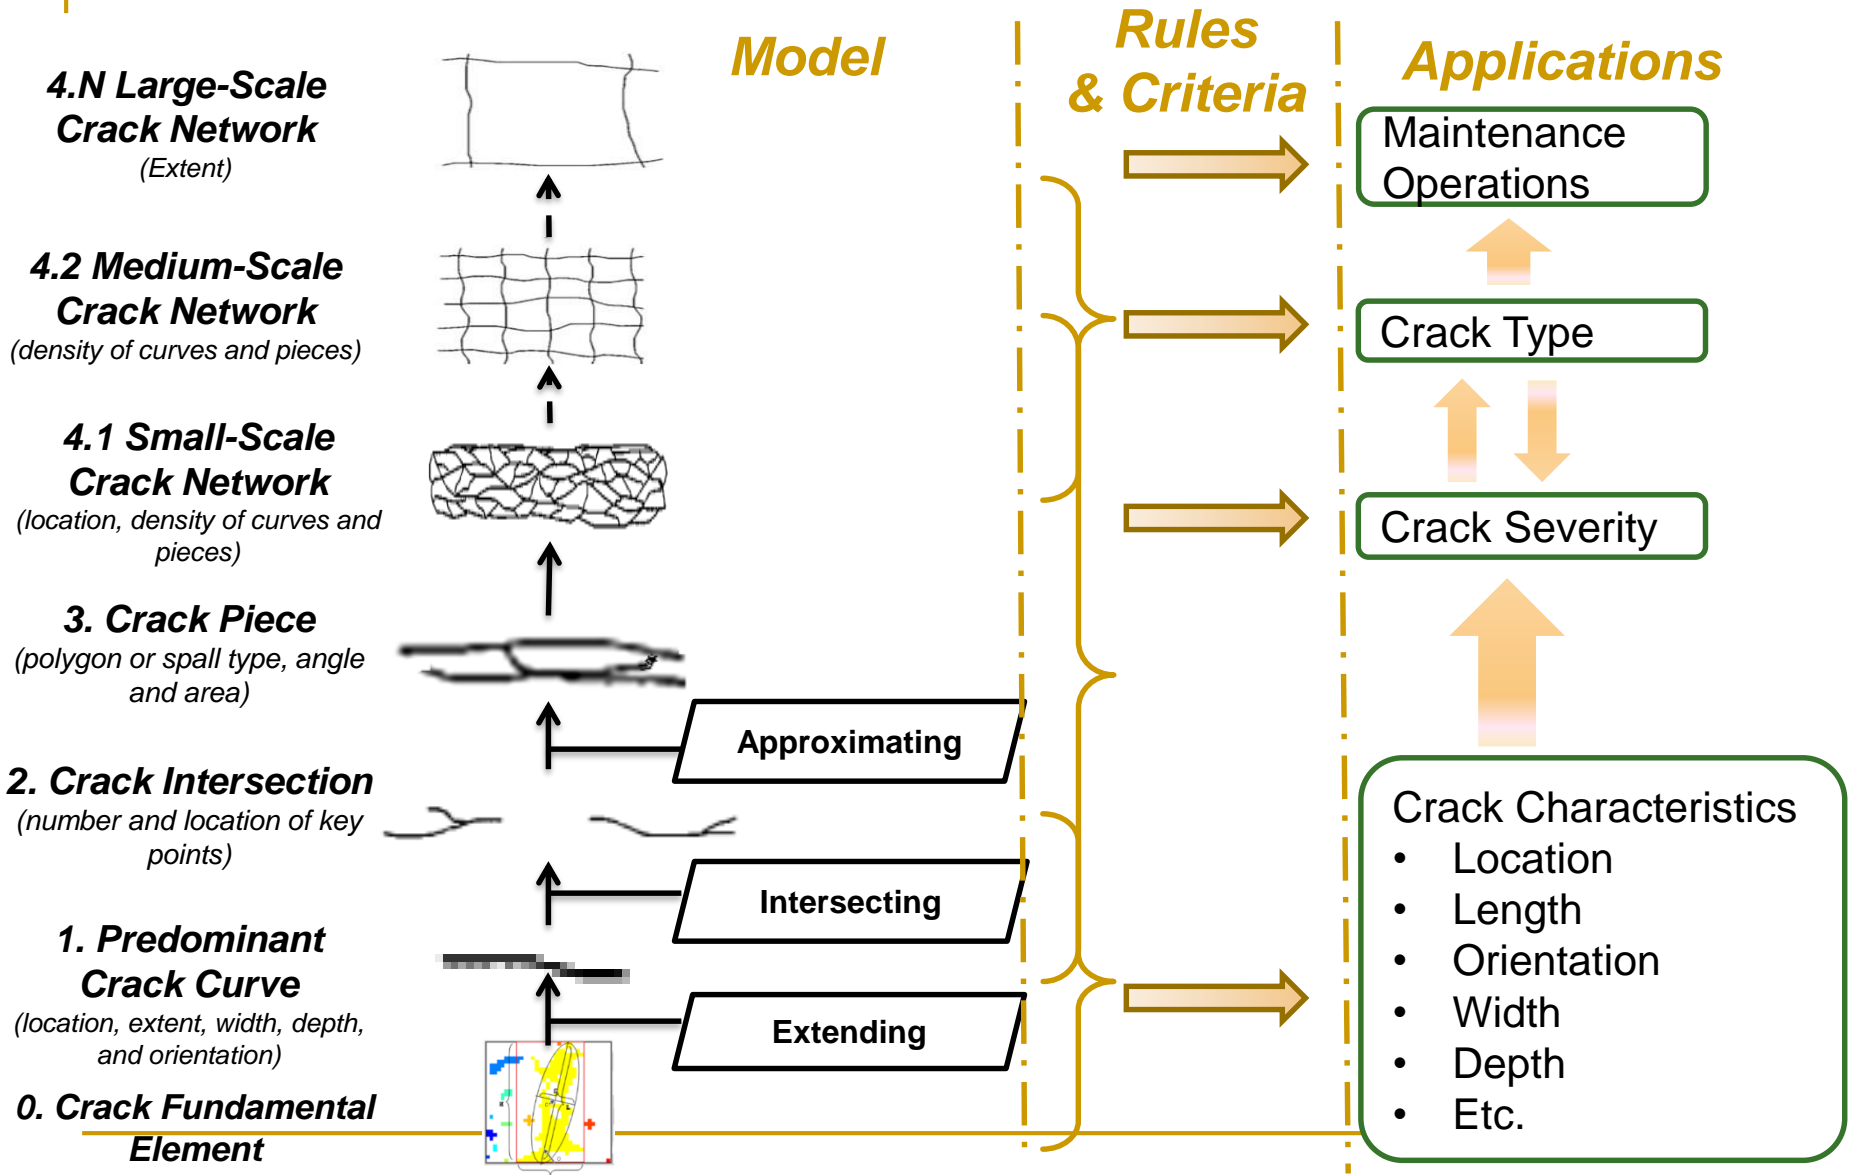 Model
Rules
& Criteria
Applications
4.N Large-Scale
Crack Network
(Extent)
4.2 Medium-Scale
Crack Network
(density of curves and pieces)
4.1 Small-Scale
Crack Network
(location, density of curves and
pieces)
3. Crack Piece
(polygon or spall type, angle
and area)
2. Crack Intersection
(number and location of key
points)
1. Predominant
Crack Curve
(location, extent, width, depth,
and orientation)
0. Crack Fundamental
Element
Approximating
Intersecting
Extending
Maintenance
Operations
Crack Type
Crack Severity
Crack Characteristics
• Location
• Length
• Orientation
• Width
• Depth
• Etc.